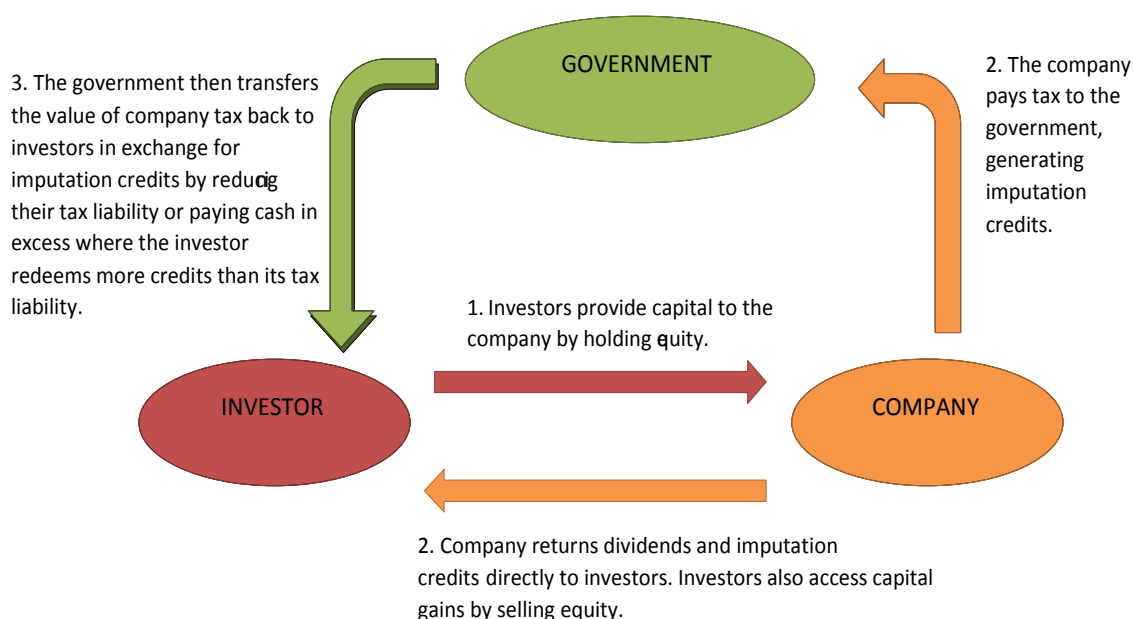 GOVERNMENT
3. The government then transfers
the value of company tax back to
investors in exchange for
imputation credits by reducing
their tax liability or paying cash in
excess where the investor
redeems more credits than its tax
liability.
2. The company
pays tax to the
government,
generating
imputation
credits.
1. Investors provide capital to the
company by holding equity.
INVESTOR
COMPANY
2. Company returns dividends and imputation
credits directly to investors. Investors also access capital
gains by selling equity.